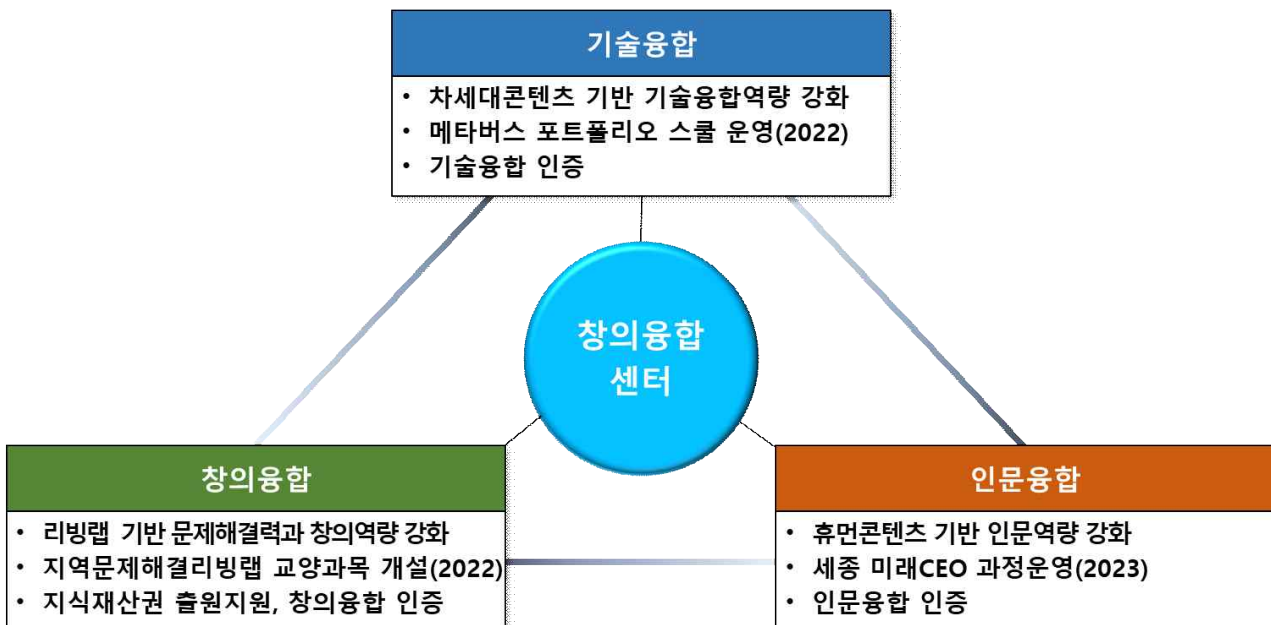 기술융합
• 차세대콘텐츠 기반 기술융합역량 강화
• 메타버스 포트폴리오 스쿨 운영(2022)
• 기술융합 인증
창의융합
센터
창의융합
• 리빙랩 기반 문제해결력과 창의역량 강화
• 지역문제해결리빙랩 교양과목 개설(2022)
• 지식재산권 출원지원, 창의융합 인증
인문융합
• 휴먼콘텐츠 기반 인문역량 강화
• 세종 미래CEO 과정운영(2023)
• 인문융합 인증